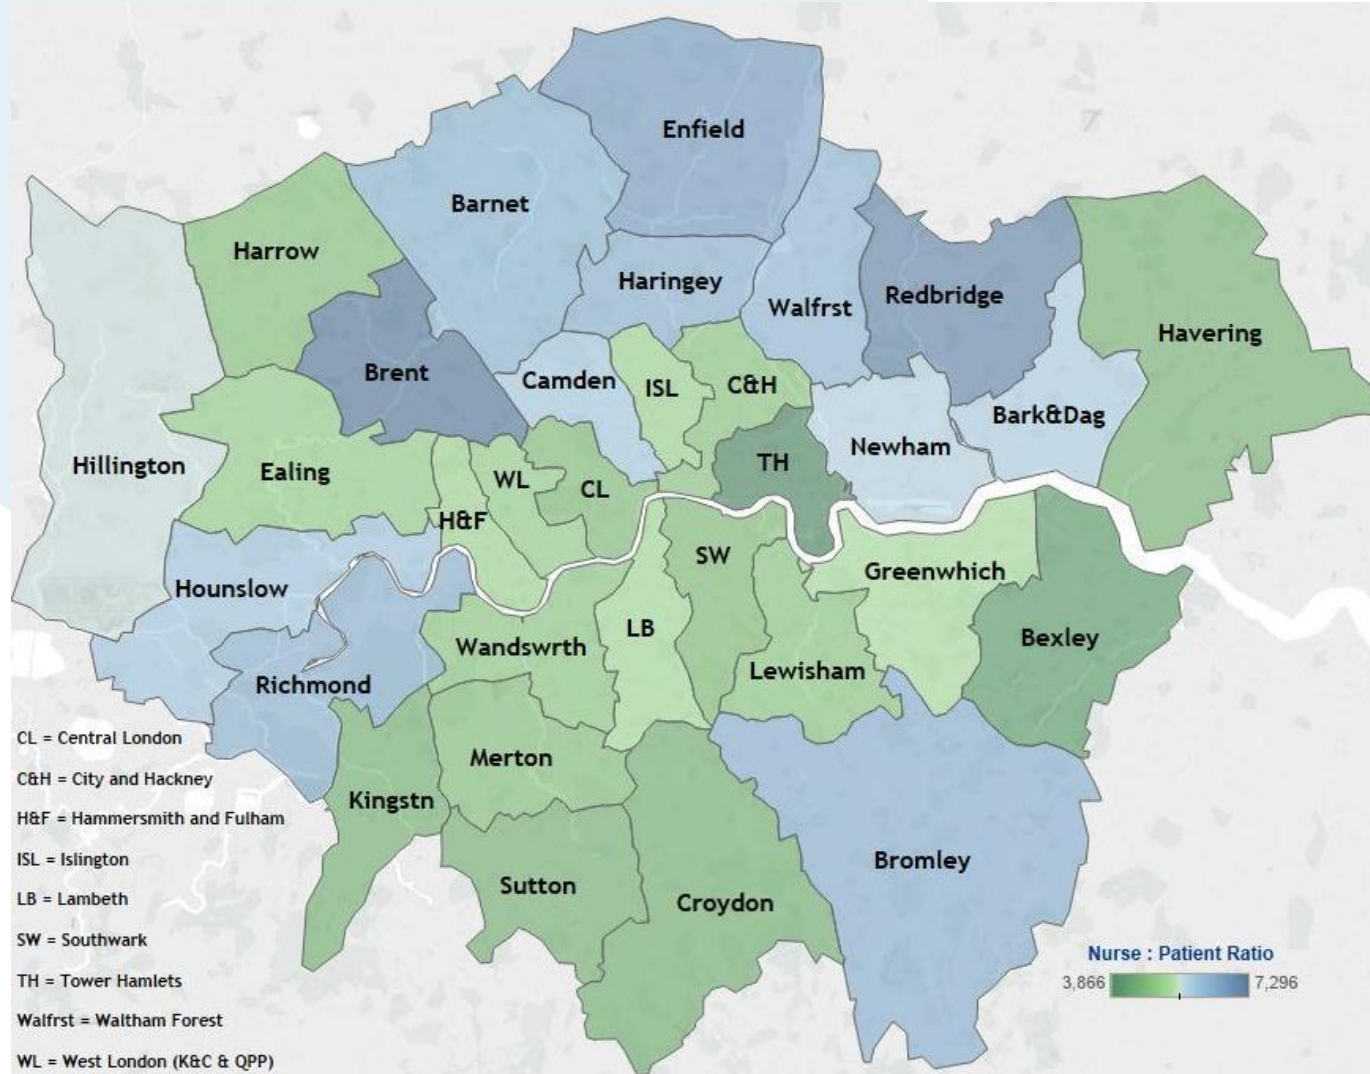 Enfield
Barnet
Harrow
Haringey
Walfrst
Redbridge
Havering
Brent
Camden
ISL
C&H
Bark&Dag
Hillington
Ealing
WL
CL
TH
Newham
H&F
SW
Hounslow
Greenwhich
Richmond
Wandswrth
LB
Lewisham
Bexley
Merton
Kingstn
Sutton
Croydon
Bromley
CL = Central London
C&H = City and Hackney
H&F = Hammersmith and Fulham
ISL = Islington
LB = Lambeth
SW = Southwark
TH = Tower Hamlets
Walfrst = Waltham Forest
WL = West London (K&C & QPP)
Nurse : Patient Ratio
3,866 7,296